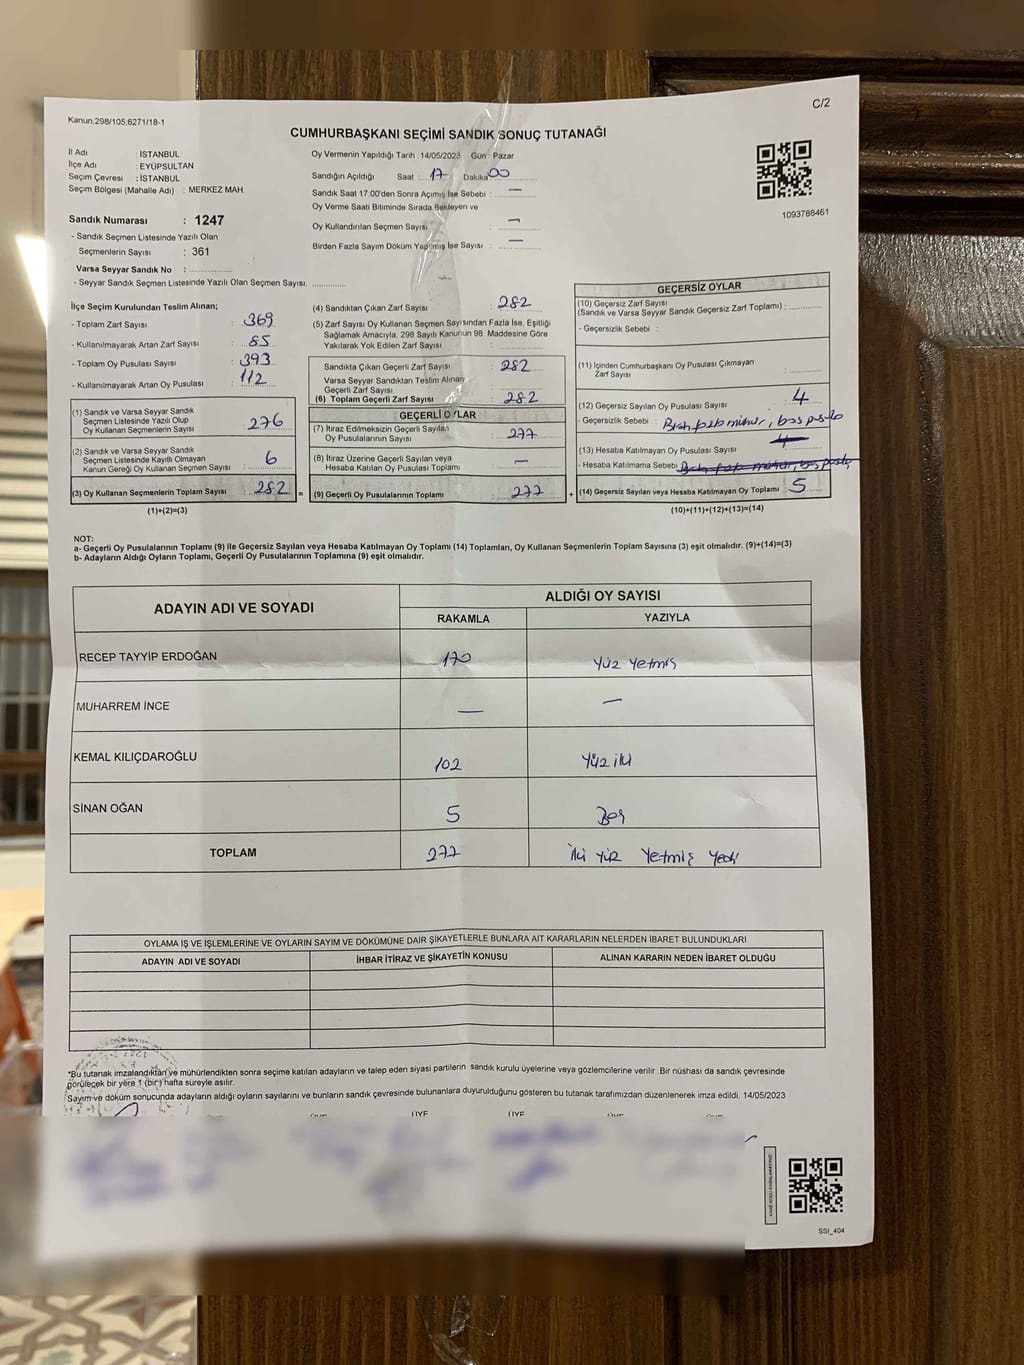 C/2
Kanun,298/105,6271/18-1
CUMHURBAŞKANI SEÇİMİ SANDIK SONUÇ TUTANAĞI
İl Adı : İSTANBUL
İlçe Adı : EYÜPSULTAN
Seçim Çevresi : İSTANBUL
Seçim Bölgesi (Mahalle Adı) : MERKEZ MAH.
Oy Vermenin Yapıldığı Tarih : 14/05/2023 Gün : Pazar
Sandığın Açıldığı Saat : 17 Dakika 00
Sandık Saat 17:00'den Sonra Açımış İse Sebebi : —
Oy Verme Saati Bitiminde Sırada Bekleyen ve
Oy Kullandırılan Seçmen Sayısı : —
Birden Fazla Sayım Döküm Yapılmış İse Sayısı : —
1093788461
Sandık Numarası : 1247
- Sandık Seçmen Listesinde Yazılı Olan
Seçmenlerin Sayısı : 361
Varsa Seyyar Sandık No :
- Seyyar Sandık Seçmen Listesinde Yazılı Olan Seçmen Sayısı:
İlçe Seçim Kurulundan Teslim Alınan;
- Toplam Zarf Sayısı : 369
- Kullanılmayarak Artan Zarf Sayısı : 85
- Toplam Oy Pusulası Sayısı : 393
- Kullanılmayarak Artan Oy Pusulası : 112
(1) Sandık ve Varsa Seyyar Sandık
Seçmen Listesinde Yazılı Olup
Oy Kullanan Seçmenlerin Sayısı : 276
(2) Sandık ve Varsa Seyyar Sandık
Seçmen Listesinde Kayıtlı Olmayan
Kanun Gereği Oy Kullanan Seçmen Sayısı : 6
(3) Oy Kullanan Seçmenlerin Toplam Sayısı : 282 =
(1)+(2)=(3)
(4) Sandıktan Çıkan Zarf Sayısı : 282
(5) Zarf Sayısı Oy Kullanan Seçmen Sayısından Fazla İse, Eşitliği
Sağlamak Amacıyla, 298 Sayılı Kanunun 98. Maddesine Göre
Yakılarak Yok Edilen Zarf Sayısı :
Sandıkta Çıkan Geçerli Zarf Sayısı : 282
Varsa Seyyar Sandıktan Teslim Alınan
Geçerli Zarf Sayısı :
(6) Toplam Geçerli Zarf Sayısı : 282
GEÇERLİ OYLAR
(7) İtiraz Edilmeksizin Geçerli Sayılan
Oy Pusulalarının Sayısı : 277
(8) İtiraz Üzerine Geçerli Sayılan veya
Hesaba Katılan Oy Pusulası Toplamı : —
(9) Geçerli Oy Pusulalarının Toplamı : 277 +
GEÇERSİZ OYLAR
(10) Geçersiz Zarf Sayısı
(Sandık ve Varsa Seyyar Sandık Geçersiz Zarf Toplamı) :
- Geçersizlik Sebebi :
(11) İçinden Cumhurbaşkanı Oy Pusulası Çıkmayan
Zarf Sayısı :
(12) Geçersiz Sayılan Oy Pusulası Sayısı : 4
- Geçersizlik Sebebi : mühür, boş pusula
(13) Hesaba Katılmayan Oy Pusulası Sayısı : 4
- Hesaba Katılmama Sebebi : mühür, boş pusula,
(14) Geçersiz Sayılan veya Hesaba Katılmayan Oy Toplamı : 5
(10)+(11)+(12)+(13)=(14)
NOT:
a- Geçerli Oy Pusulalarının Toplamı (9) ile Geçersiz Sayılan veya Hesaba Katılmayan Oy Toplamı (14) Toplamları, Oy Kullanan Seçmenlerin Toplam Sayısına (3) eşit olmalıdır. (9)+(14)=(3)
b- Adayların Aldığı Oyların Toplamı, Geçerli Oy Pusulalarının Toplamına (9) eşit olmalıdır.
ADAYIN ADI VE SOYADI ALDIĞI OY SAYISI
RAKAMLA YAZIYLA
RECEP TAYYİP ERDOĞAN 170 Yüz Yetmiş
MUHARREM İNCE — —
KEMAL KILIÇDAROĞLU 102 Yüz iki
SİNAN OĞAN 5 Beş
TOPLAM 277 İki Yüz Yetmiş Yedi
OYLAMA İŞ VE İŞLEMLERİNE VE OYLARIN SAYIM VE DÖKÜMÜNE DAİR ŞİKAYETLERLE BUNLARA AİT KARARLARIN NELERDEN İBARET BULUNDUKLARI
ADAYIN ADI VE SOYADI İHBAR İTİRAZ VE ŞİKAYETİN KONUSU ALINAN KARARIN NEDEN İBARET OLDUĞU
*Bu tutanak imzalandıktan ve mühürlendikten sonra seçime katılan adayların ve talep eden siyasi partilerin sandık kurulu üyelerine veya gözlemcilerine verilir .Bir nüshası da sandık çevresinde
görülecek bir yere 1 (bir) hafta süreyle asılır.
Sayım ve döküm sonucunda adayların aldığı oyların sayılarını ve bunların sandık çevresinde bulunanlara duyurulduğunu gösteren bu tutanak tarafımızdan düzenlenerek imza edildi. 14/05/2023
ÜYE ÜYE
SSI_404